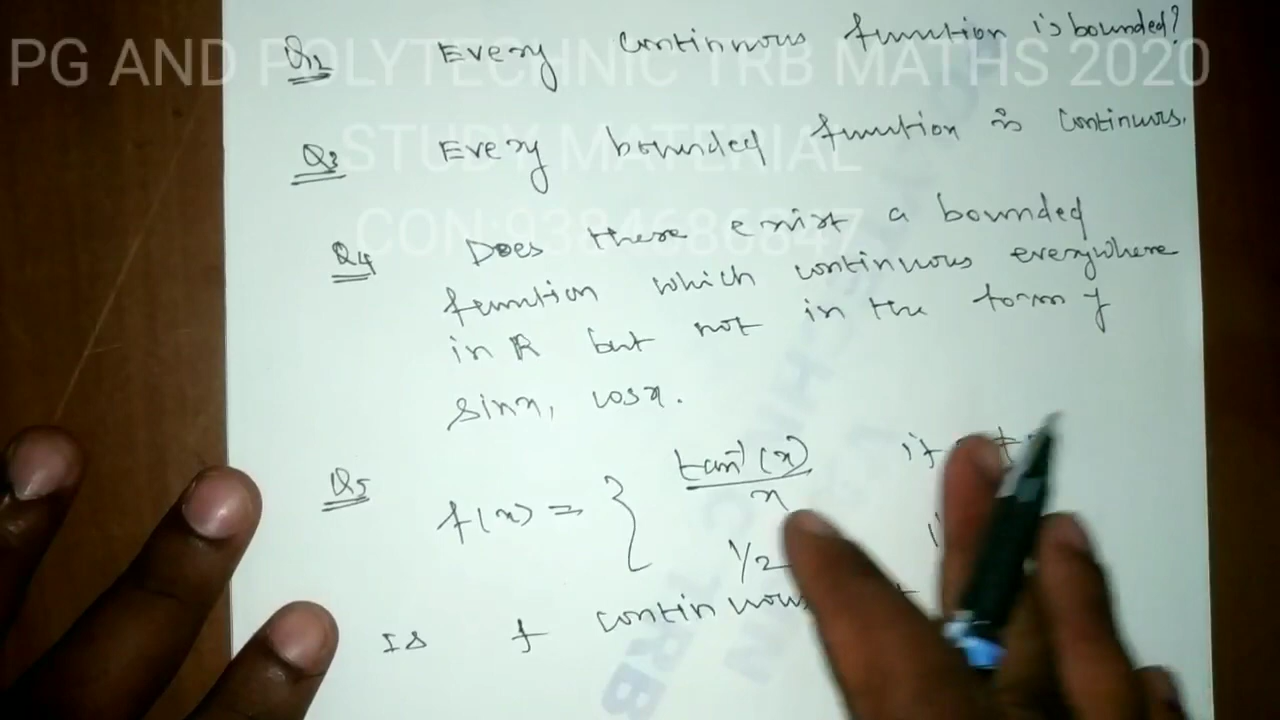 PG AND POLYTECHNIC TRB MATHS 2020
STUDY MATERIAL
CON:9384686847
Q2 Every continuous function is bounded?
Q3 Every bounded function is continuous.
Q4 Does there exist a bounded
function which continuous everywhere
in R but not in the form of
sinx, cosx.
Q5 f(x) = { tan⁻¹(x)/x if
1/2
Is f continuous